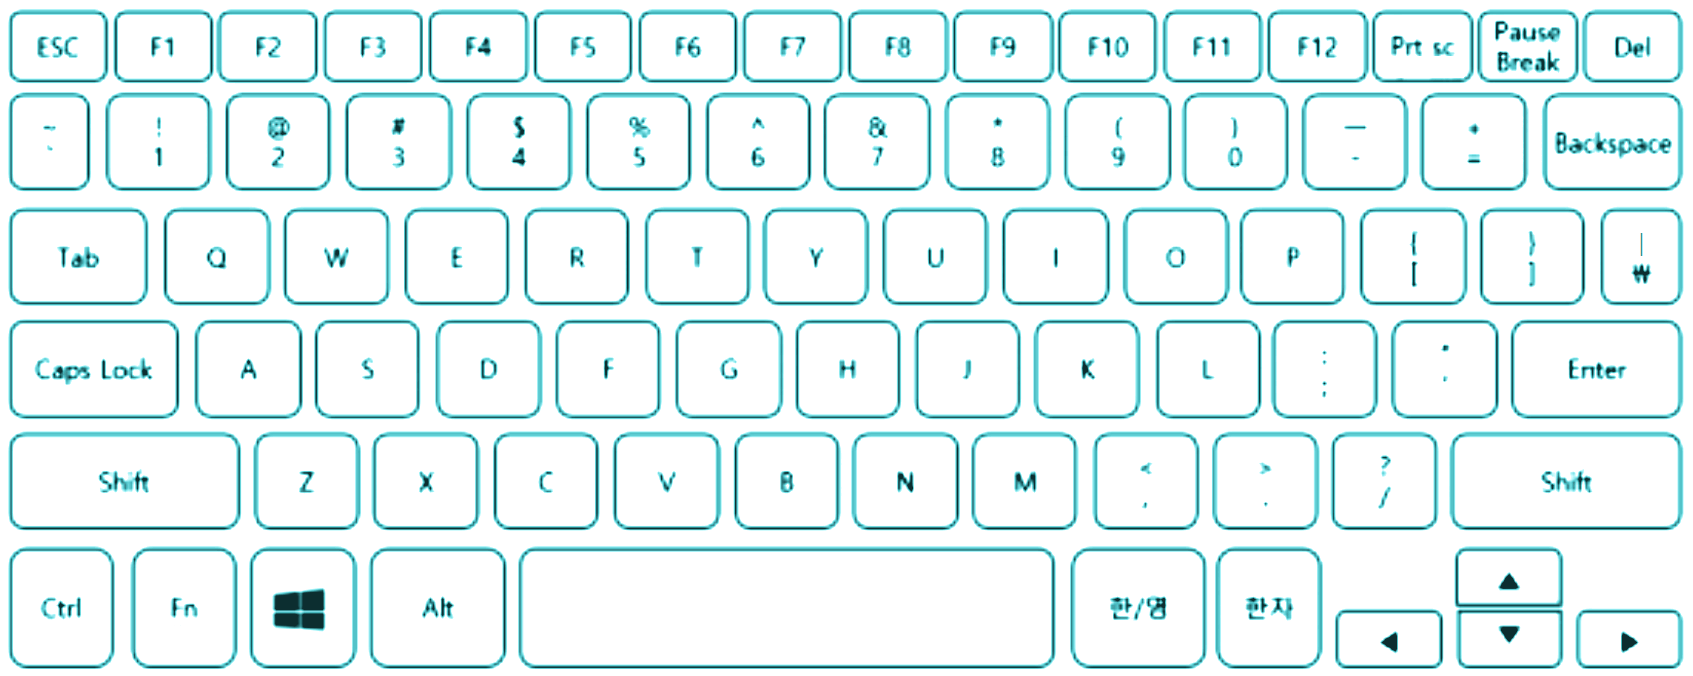 ESC F1 F2 F3 F4 F5 F6 F7 F8 F9 F10 F11 F12 Prt sc Pause Break Del
~ ! @ # $ % ^ & * ( ) — +
` 1 2 3 4 5 6 7 8 9 0 - = Backspace
Tab Q W E R T Y U I O P { } |
[ ] ₩
Caps Lock A S D F G H J K L : " Enter
; '
Shift Z X C V B N M < > ? Shift
, . /
Ctrl Fn Alt 한/영 한자